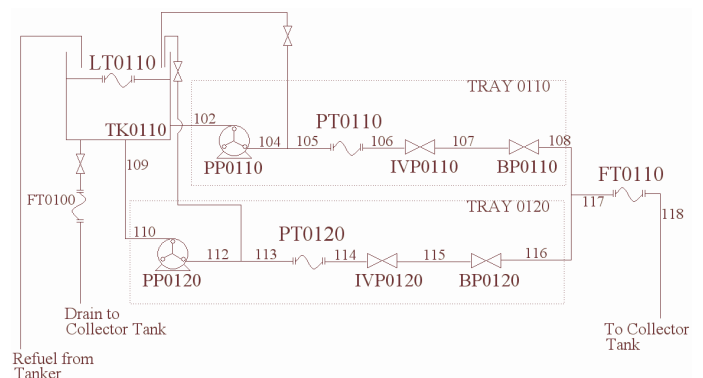 LT0110
TRAY 0110
102
PT0110
TK0110
104
105
106
107
108
109
PP0110
IVP0110
BP0110
FT0110
FT0100
117
118
TRAY 0120
110
PT0120
112
113
114
115
116
PP0120
IVP0120
BP0120
Drain to
Collector Tank
To Collector
Tank
Refuel from
Tanker